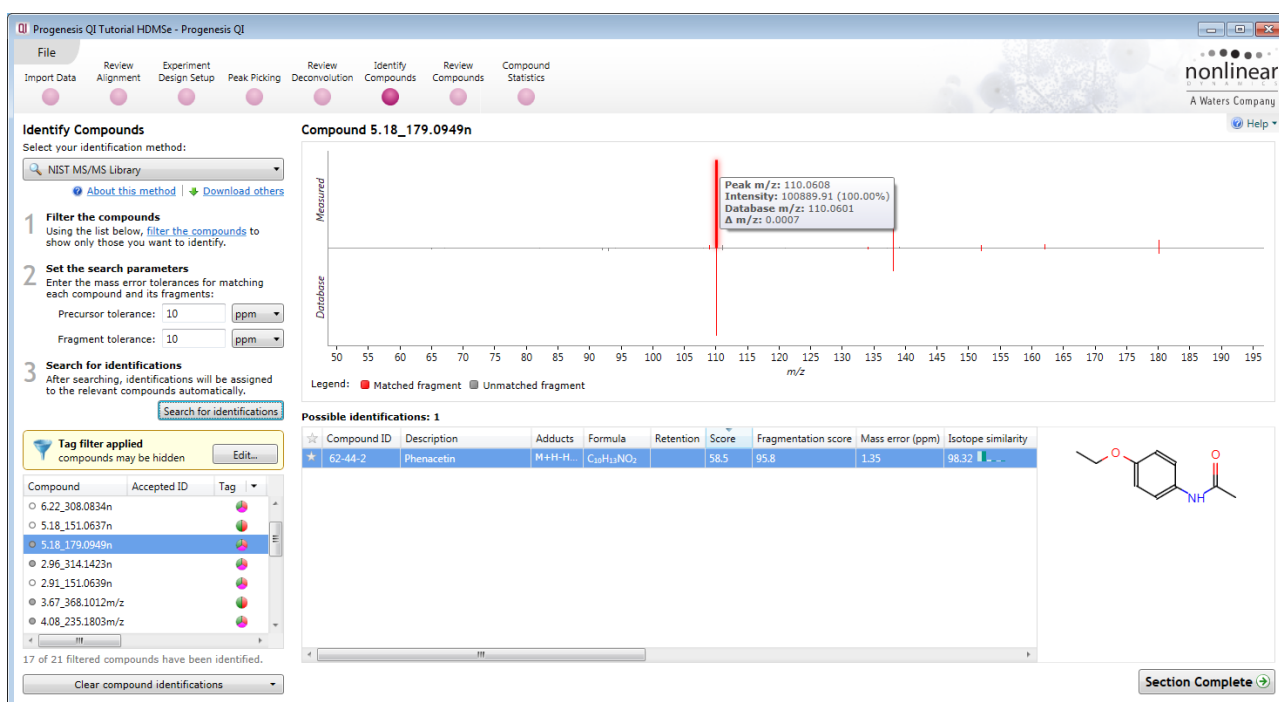 Progenesis QI Tutorial HDMSe - Progenesis QI
File
Import Data
Review Alignment
Experiment Design Setup
Peak Picking
Review Deconvolution
Identify Compounds
Review Compounds
Compound Statistics
nonlinear
DYNAMICS
A Waters Company
Help
Identify Compounds
Select your identification method:
NIST MS/MS Library
About this method | Download others
1 Filter the compounds
Using the list below, filter the compounds to
show only those you want to identify.
2 Set the search parameters
Enter the mass error tolerances for matching
each compound and its fragments:
Precursor tolerance: 10 ppm
Fragment tolerance: 10 ppm
3 Search for identifications
After searching, identifications will be assigned
to the relevant compounds automatically.
Search for identifications
Tag filter applied
compounds may be hidden
Edit...
Compound Accepted ID Tag
6.22_308.0834n
5.18_151.0637n
5.18_179.0949n
2.96_314.1423n
2.91_151.0639n
3.67_368.1012m/z
4.08_235.1803m/z
17 of 21 filtered compounds have been identified.
Clear compound identifications
Compound 5.18_179.0949n
Measured
Database
Peak m/z: 110.0608
Intensity: 100889.91 (100.00%)
Database m/z: 110.0601
Δ m/z: 0.0007
50 55 60 65 70 75 80 85 90 95 100 105 110 115 120 125 130 135 140 145 150 155 160 165 170 175 180 185 190 195
m/z
Legend: Matched fragment Unmatched fragment
Possible identifications: 1
Compound ID Description Adducts Formula Retention Score Fragmentation score Mass error (ppm) Isotope similarity
62-44-2 Phenacetin M+H-H... C₁₀H₁₃NO₂ 58.5 95.8 1.35 98.32
O
O
NH
Section Complete